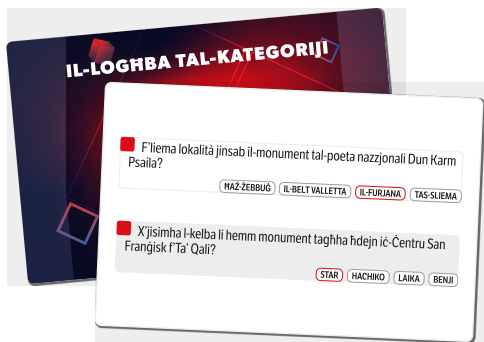 IL-LOGĦBA TAL-KATEGORIJI
F'liema lokalità jinsab il-monument tal-poeta nazzjonali Dun Karm
Psaila?
ĦAŻ-ŻEBBUĠ IL-BELT VALLETTA IL-FURJANA TAS-SLIEMA
X'jisimha l-kelba li hemm monument tagħha ħdejn iċ-Ċentru San
Franġisk f'Ta' Qali?
STAR HACHIKO LAIKA BENJI